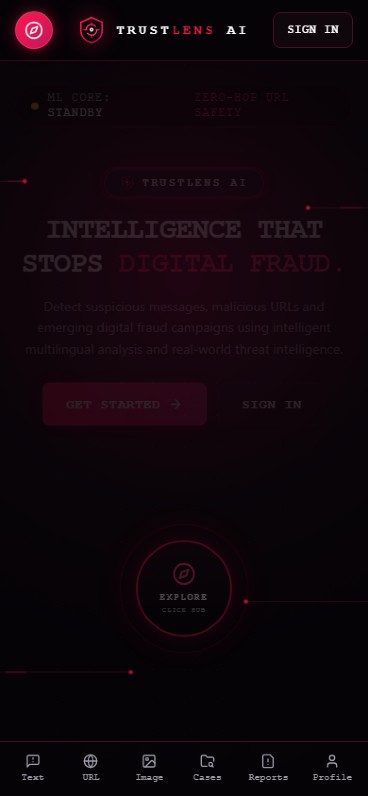 TRUSTLENS AI
SIGN IN
ML CORE:
STANDBY
ZERO-HOP URL
SAFETY
TRUSTLENS AI
INTELLIGENCE THAT
STOPS DIGITAL FRAUD.
Detect suspicious messages, malicious URLs and
emerging digital fraud campaigns using intelligent
multilingual analysis and real-world threat intelligence.
GET STARTED →
SIGN IN
EXPLORE
CLICK HUB
Text
URL
Image
Cases
Reports
Profile